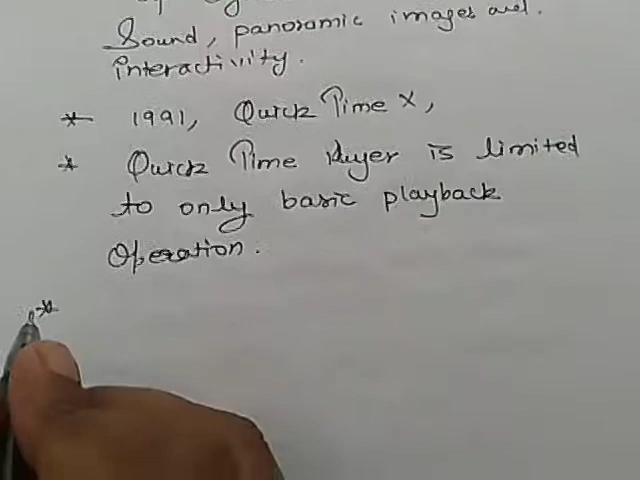 Sound, panoramic images and.
interactivity.
* 1991, Quick Time X,
* Quick Time Player is limited
to only basic playback
Operation.
*